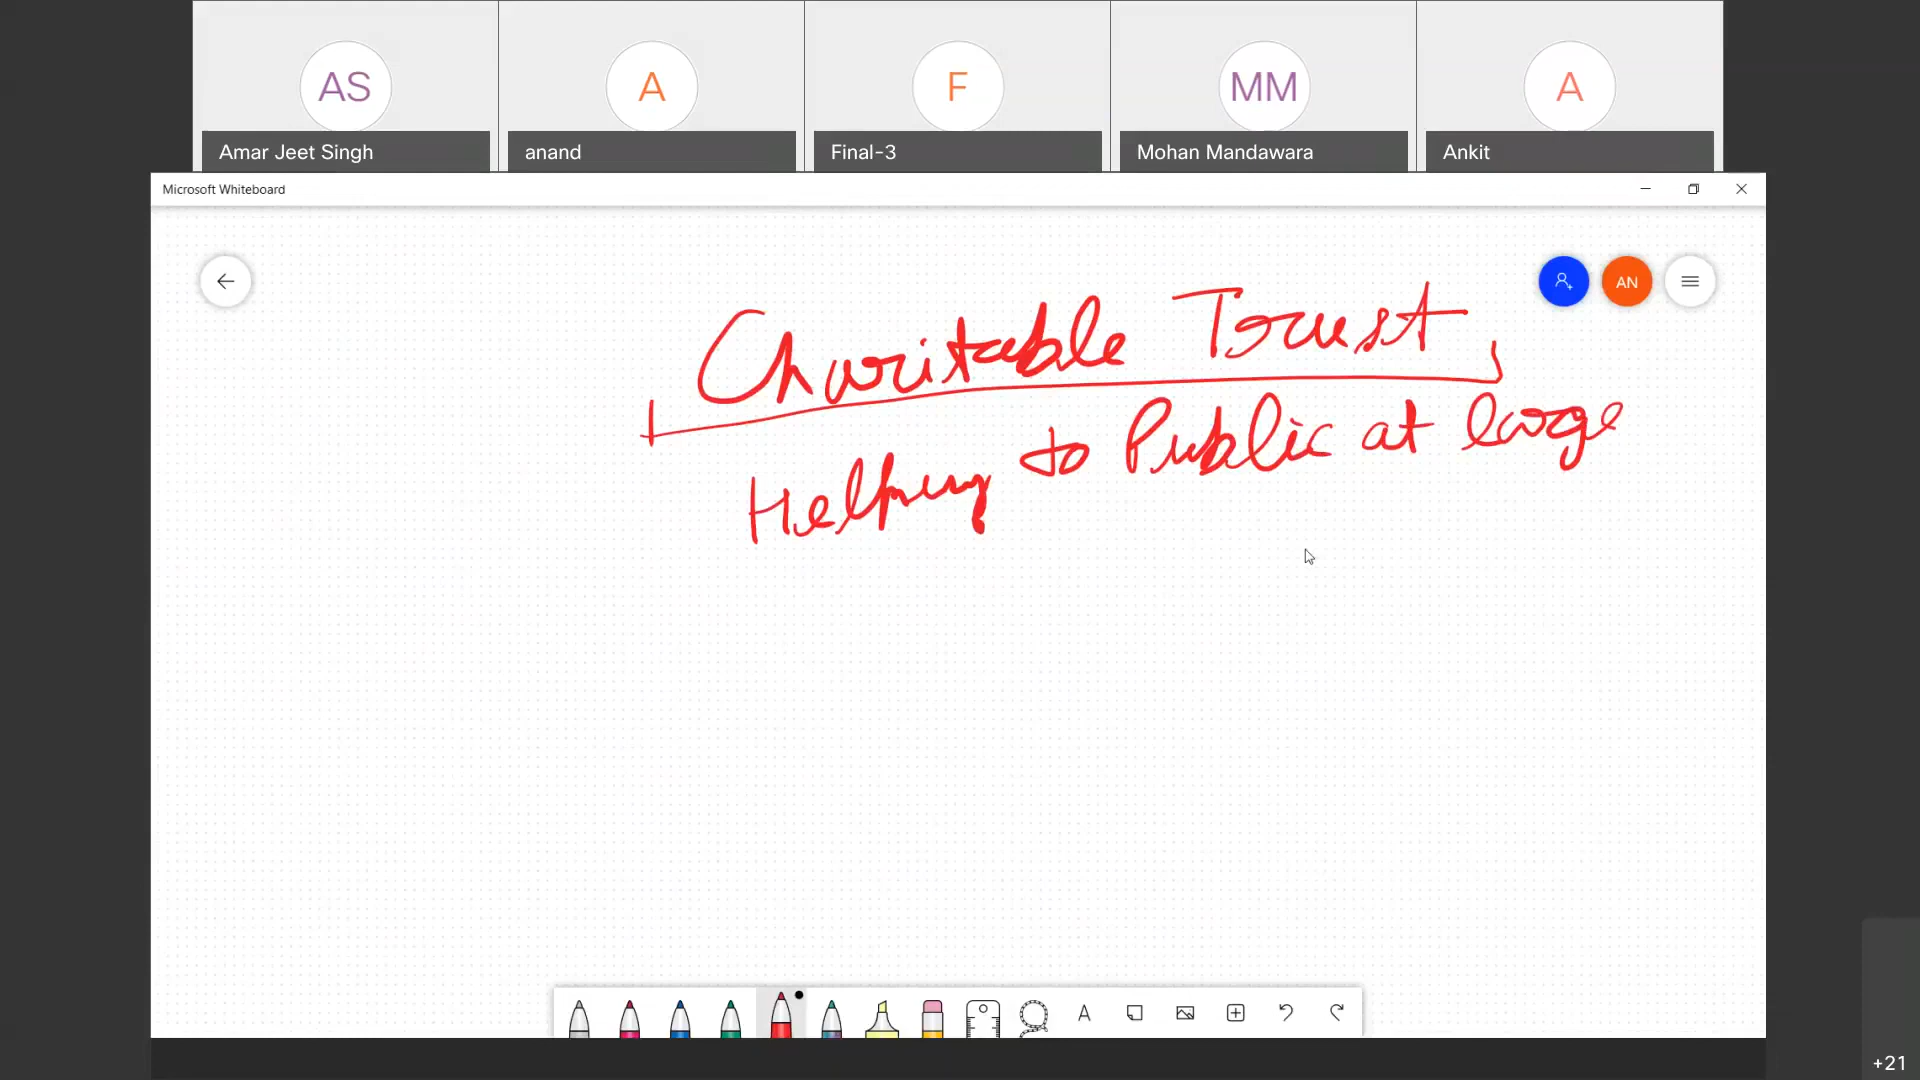 AS A F MM A
Amar Jeet Singh anand Final-3 Mohan Mandawara Ankit
Microsoft Whiteboard
AN
Charitable Trust
Helping to Public at large
A
+21